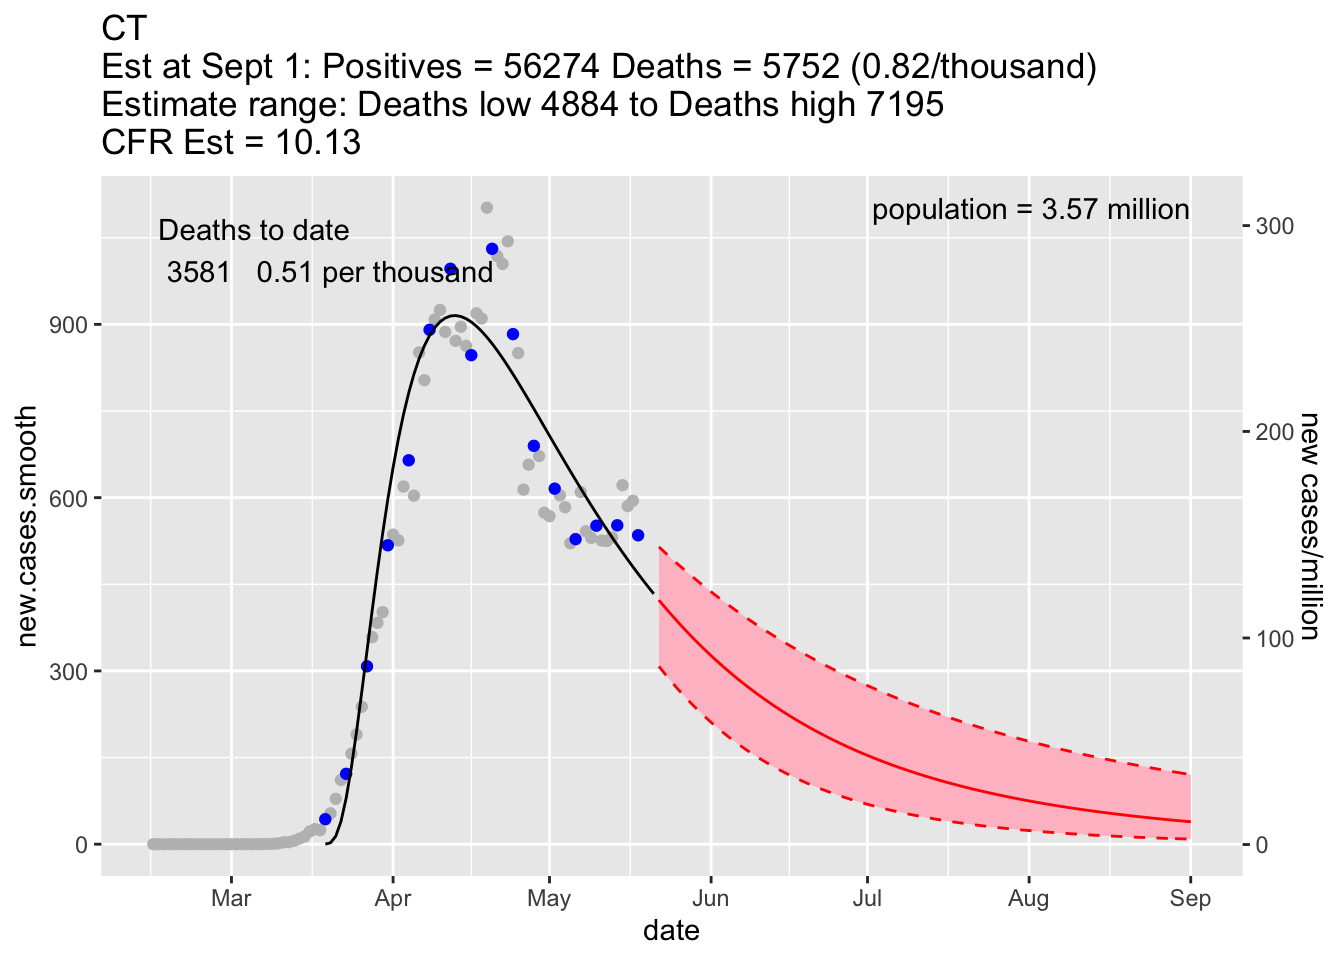 CT
Est at Sept 1: Positives = 56274 Deaths = 5752 (0.82/thousand)
Estimate range: Deaths low 4884 to Deaths high 7195
CFR Est = 10.13
population = 3.57 million
Deaths to date
3581 0.51 per thousand
new.cases.smooth
900
600
300
0
300
200
100
0
new cases/million
Mar Apr May Jun Jul Aug Sep
date